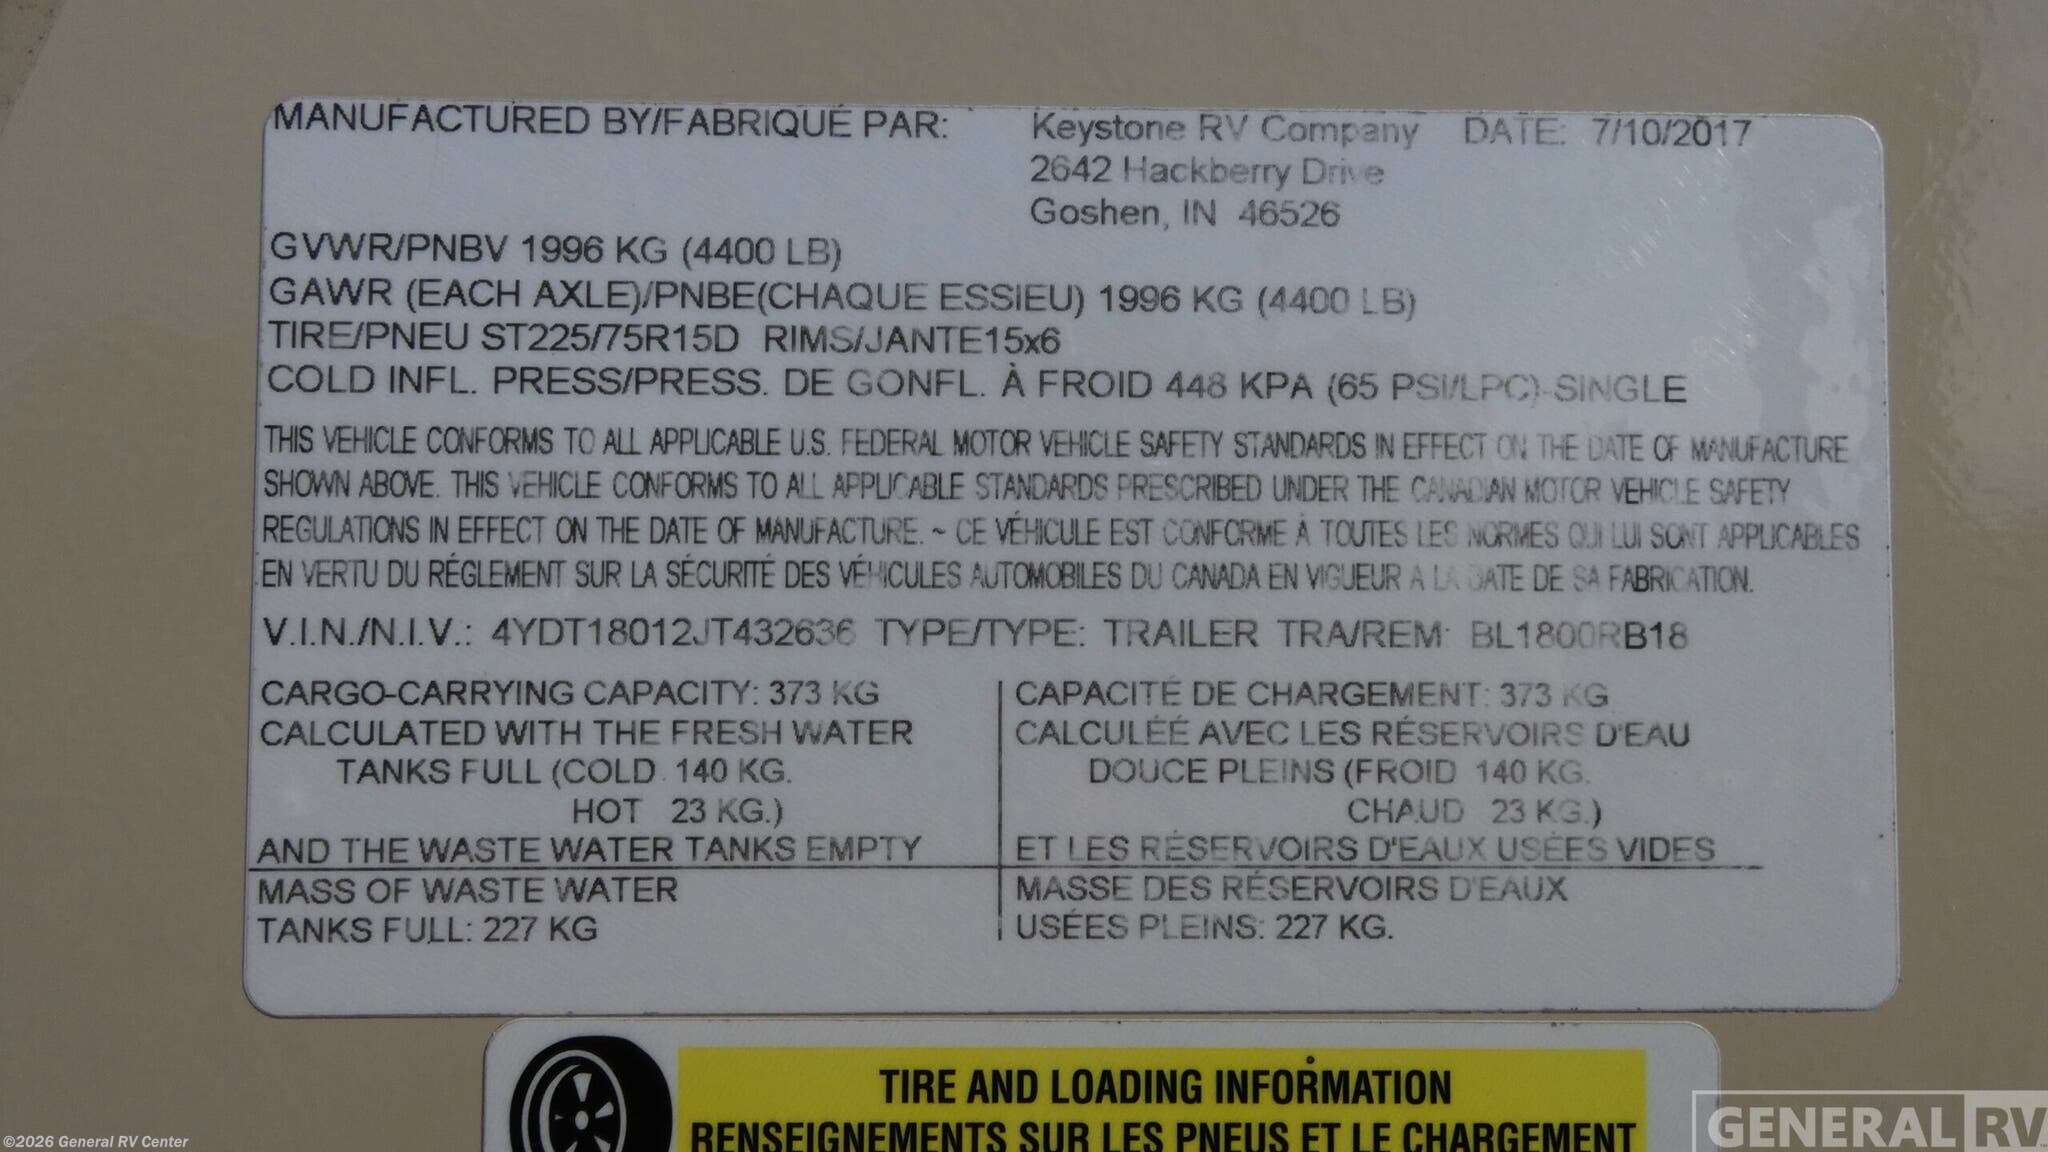 MANUFACTURED BY/FABRIQUÉ PAR: Keystone RV Company DATE: 7/10/2017
2642 Hackberry Drive
Goshen, IN 46526
GVWR/PNBV 1996 KG (4400 LB)
GAWR (EACH AXLE)/PNBE(CHAQUE ESSIEU) 1996 KG (4400 LB)
TIRE/PNEU ST225/75R15D RIMS/JANTE15x6
COLD INFL. PRESS/PRESS. DE GONFL. À FROID 448 KPA (65 PSI/LPC) SINGLE
THIS VEHICLE CONFORMS TO ALL APPLICABLE U.S. FEDERAL MOTOR VEHICLE SAFETY STANDARDS IN EFFECT ON THE DATE OF MANUFACTURE
SHOWN ABOVE. THIS VEHICLE CONFORMS TO ALL APPLICABLE STANDARDS PRESCRIBED UNDER THE CANADIAN MOTOR VEHICLE SAFETY
REGULATIONS IN EFFECT ON THE DATE OF MANUFACTURE. ~ CE VÉHICULE EST CONFORME À TOUTES LES NORMES QUI LUI SONT APPLICABLES
EN VERTU DU RÉGLEMENT SUR LA SÉCURITÉ DES VÉHICULES AUTOMOBILES DU CANADA EN VIGUEUR A LA DATE DE SA FABRICATION.
V.I.N./N.I.V.: 4YDT18012JT432636 TYPE/TYPE: TRAILER TRA/REM: BL1800RB18
CARGO-CARRYING CAPACITY: 373 KG
CALCULATED WITH THE FRESH WATER
TANKS FULL (COLD 140 KG.
HOT 23 KG.)
AND THE WASTE WATER TANKS EMPTY
MASS OF WASTE WATER
TANKS FULL: 227 KG
CAPACITÉ DE CHARGEMENT: 373 KG
CALCULÉÉ AVEC LES RÉSERVOIRS D'EAU
DOUCE PLEINS (FROID 140 KG.
CHAUD 23 KG.)
ET LES RÉSERVOIRS D'EAUX USÉES VIDES
MASSE DES RÉSERVOIRS D'EAUX
USÉES PLEINS: 227 KG.
TIRE AND LOADING INFORMATION
RENSEIGNEMENTS SUR LES PNEUS ET LE CHARGEMENT
©2026 General RV Center
GENERAL RV